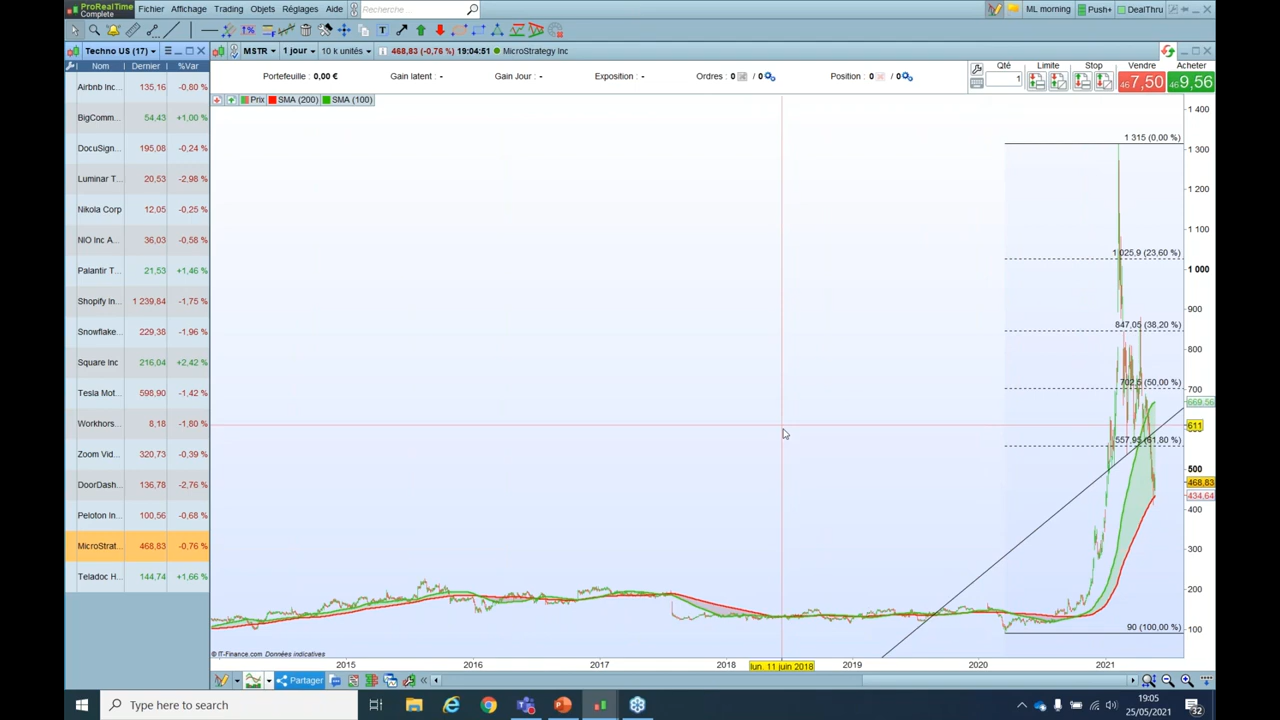 ProRealTime
Complete
Fichier Affichage Trading Objets Réglages Aide
Recherche...
ML morning Push+ DealThru
Techno US (17)
MSTR 1 jour 10 k unités 468,83 (-0,76 %) 19:04:51 MicroStrategy Inc
Nom Dernier %Var
Portefeuille: 0,00 € Gain latent : - Gain Jour : - Exposition : - Ordres : 0 / 0 Position : 0 / 0
Qté Limite Stop Vendre Acheter
1 467,50 469,56
Prix SMA (200) SMA (100)
Airbnb Inc... 135,16 -0,80 %
BigComm... 54,43 +1,00 %
DocuSign... 195,08 -0,24 %
Luminar T... 20,53 -2,98 %
Nikola Corp 12,05 -0,25 %
NIO Inc A... 36,03 -0,58 %
Palantir T... 21,53 +1,46 %
Shopify In... 1 239,84 -1,75 %
Snowflake... 229,38 -1,96 %
Square Inc 216,04 +2,42 %
Tesla Mot... 598,90 -1,42 %
Workhors... 8,18 -1,80 %
Zoom Vid... 320,73 -0,39 %
DoorDash... 136,78 -2,76 %
Peloton In... 100,56 -0,68 %
MicroStrat... 468,83 -0,76 %
Teladoc H... 144,74 +1,66 %
1 315 (0,00 %)
1 025,9 (23,60 %)
847,05 (38,20 %)
702,5 (50,00 %)
557,95 (61,80 %)
90 (100,00 %)
1 400
1 300
1 200
1 100
1 000
900
800
700
669,56
611
500
468,83
434,64
400
300
200
100
© IT-Finance.com Données indicatives
2015 2016 2017 2018 lun. 11 juin 2018 2019 2020 2021
Partager
Type here to search
19:05
25/05/2021
32